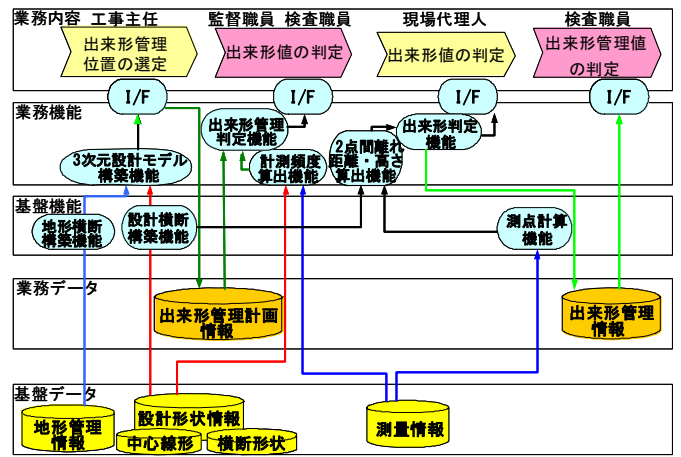 業務内容 工事主任 監督職員 検査職員 現場代理人 検査職員
出来形管理
位置の選定
出来形値の判定
出来形値の判定
出来形管理値
の判定
I/F
I/F
I/F
I/F
業務機能
出来形管理
判定機能
出来形判定
機能
3次元設計モデル
構築機能
計測頻度
算出機能
2点間離れ
距離・高さ
算出機能
基盤機能
地形横断
構築機能
設計横断
構築機能
測点計算
機能
業務データ
出来形管理計画
情報
出来形管理
情報
基盤データ
地形管理
情報
設計形状情報
中心線形
横断形状
測量情報